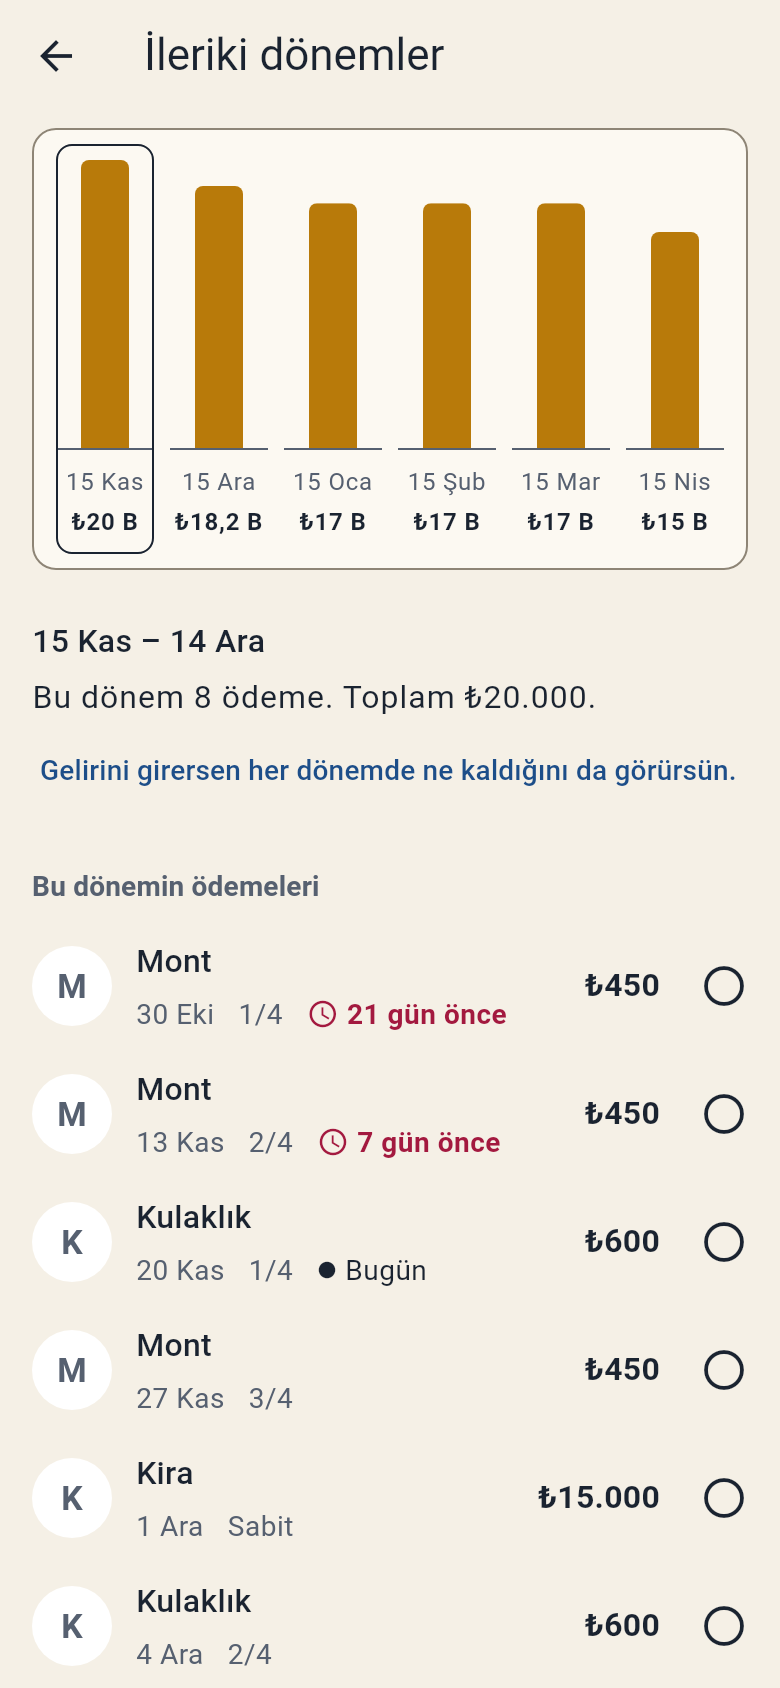 İleriki dönemler
15 Kas 15 Ara 15 Oca 15 Şub 15 Mar 15 Nis
₺20 B ₺18,2 B ₺17 B ₺17 B ₺17 B ₺15 B
15 Kas – 14 Ara
Bu dönem 8 ödeme. Toplam ₺20.000.
Gelirini girersen her dönemde ne kaldığını da görürsün.
Bu dönemin ödemeleri
M Mont ₺450
30 Eki 1/4 21 gün önce
M Mont ₺450
13 Kas 2/4 7 gün önce
K Kulaklık ₺600
20 Kas 1/4 Bugün
M Mont ₺450
27 Kas 3/4
K Kira ₺15.000
1 Ara Sabit
K Kulaklık ₺600
4 Ara 2/4